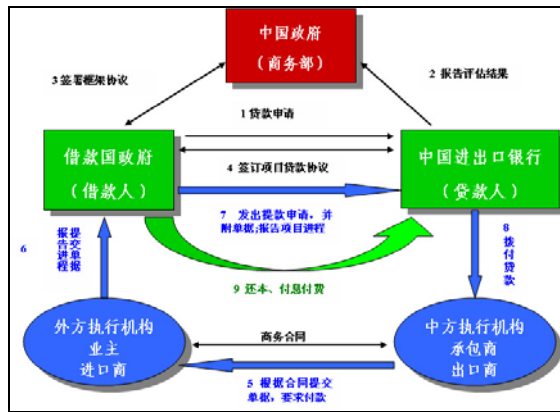 中国政府
(商务部)
3 签署框架协议
2 报告评估结果
1 贷款申请
借款国政府
(借款人)
4 签订项目贷款协议
中国进出口银行
(贷款人)
7 发出提款申请,并
附单据;报告项目进程
6
提交单据
报告进程
8
拨付贷款
9 还本、付息付费
外方执行机构
业主
进口商
商务合同
中方执行机构
承包商
出口商
5 根据合同提交
单据,要求付款